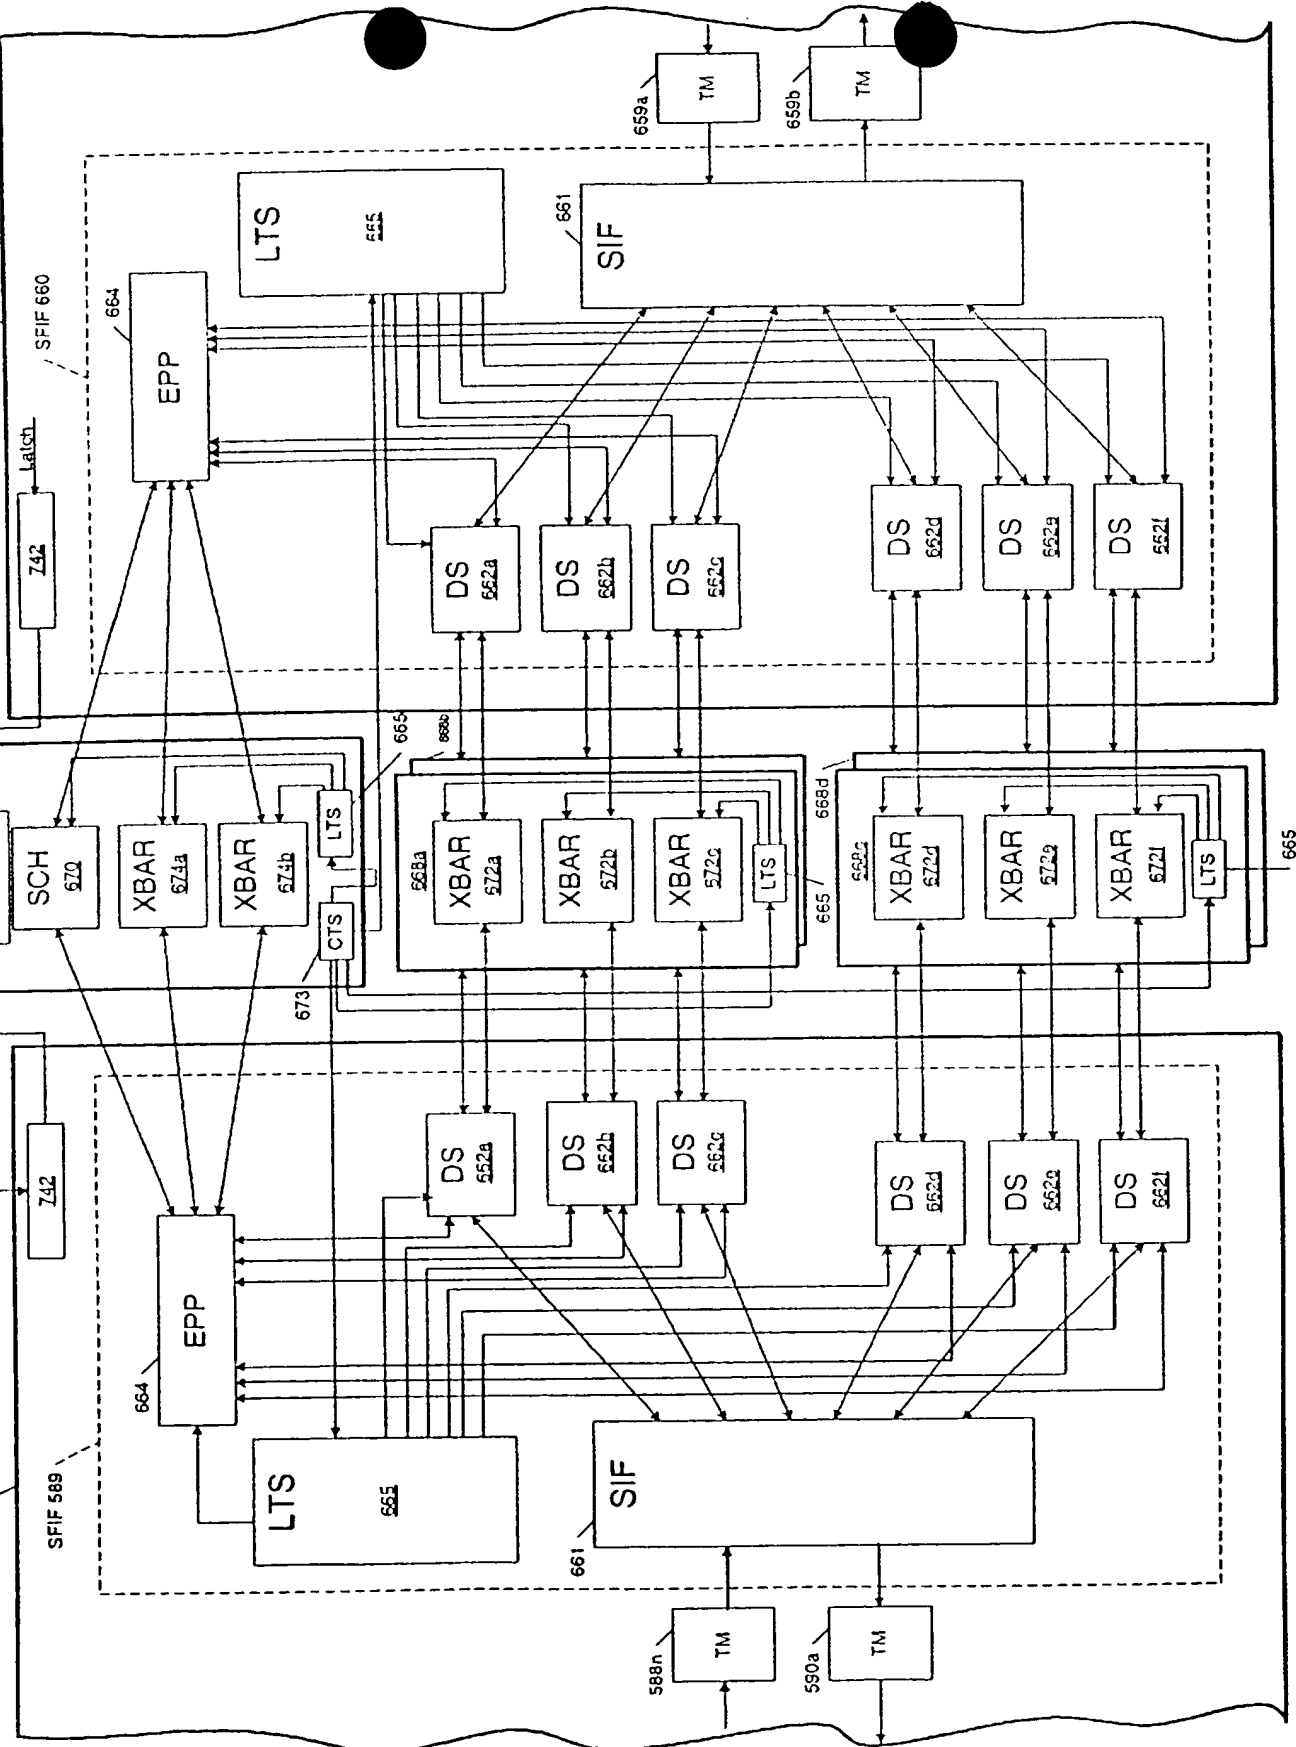 SFIF 589
664
EPP
742
LTS
665
661
SIF
588n
TM
590a
TM
DS
662a
DS
662b
DS
662c
DS
662d
DS
662e
DS
662f
673
CTS
LTS
665
SCH
670
XBAR
674a
XBAR
674b
668a
668b
XBAR
672a
XBAR
672b
XBAR
672c
LTS
665
668c
668d
XBAR
672d
XBAR
672e
XBAR
672f
LTS
665
SFIF 660
664
EPP
742
Latch
LTS
665
661
SIF
659a
TM
659b
TM
DS
662a
DS
662b
DS
662c
DS
662d
DS
662e
DS
662f